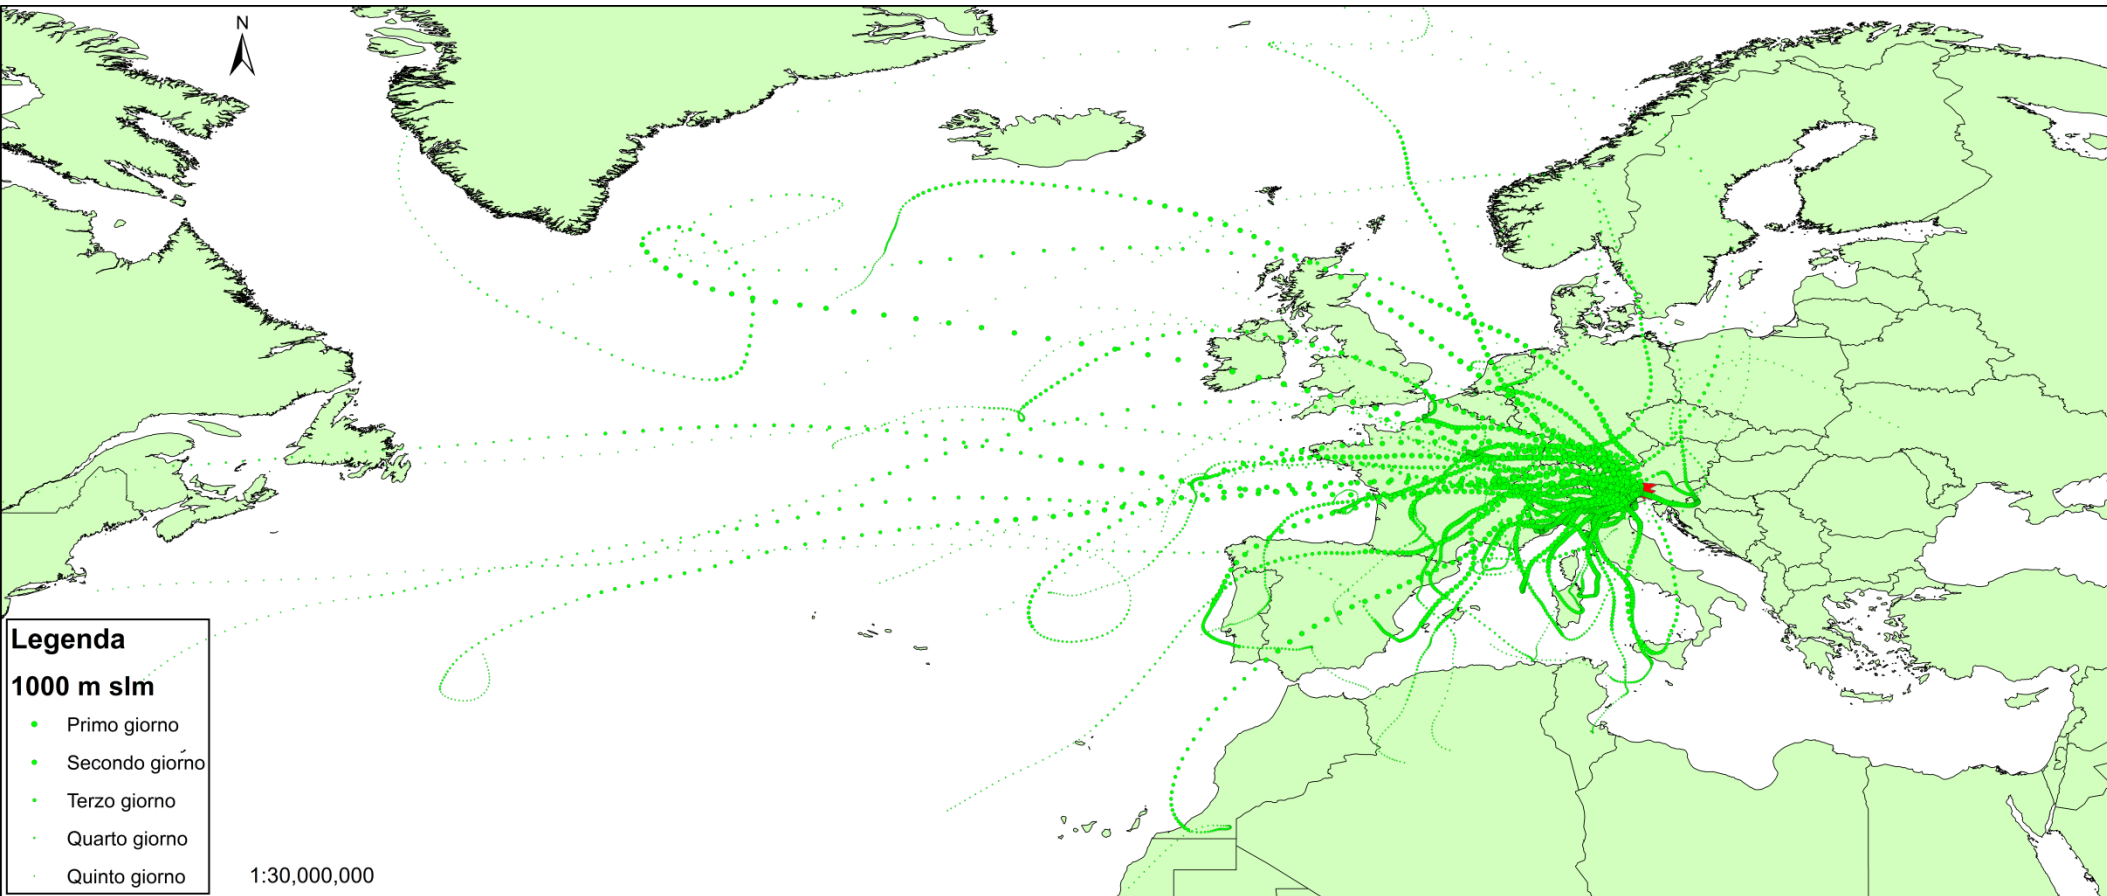 N
Legenda
1000 m slm
Primo giorno
Secondo giorno
Terzo giorno
Quarto giorno
Quinto giorno
1:30,000,000